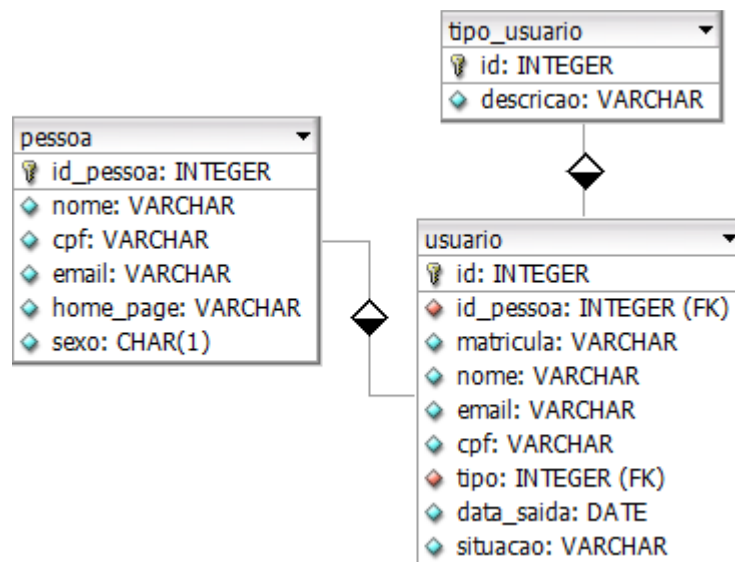 tipo_usuario
id: INTEGER
descricao: VARCHAR
pessoa
id_pessoa: INTEGER
nome: VARCHAR
cpf: VARCHAR
email: VARCHAR
home_page: VARCHAR
sexo: CHAR(1)
usuario
id: INTEGER
id_pessoa: INTEGER (FK)
matricula: VARCHAR
nome: VARCHAR
email: VARCHAR
cpf: VARCHAR
tipo: INTEGER (FK)
data_saida: DATE
situacao: VARCHAR